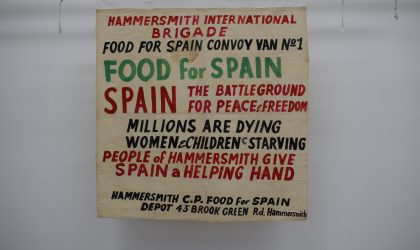 HAMMERSMITH INTERNATIONAL
BRIGADE
FOOD FOR SPAIN CONVOY VAN Nº1
FOOD for SPAIN
SPAIN THE BATTLEGROUND
FOR PEACE & FREEDOM
MILLIONS ARE DYING
WOMEN & CHILDREN STARVING
PEOPLE of HAMMERSMITH GIVE
SPAIN a HELPING HAND
HAMMERSMITH C.P. FOOD for SPAIN
DEPOT 43 BROOK GREEN Rd. Hammersmith